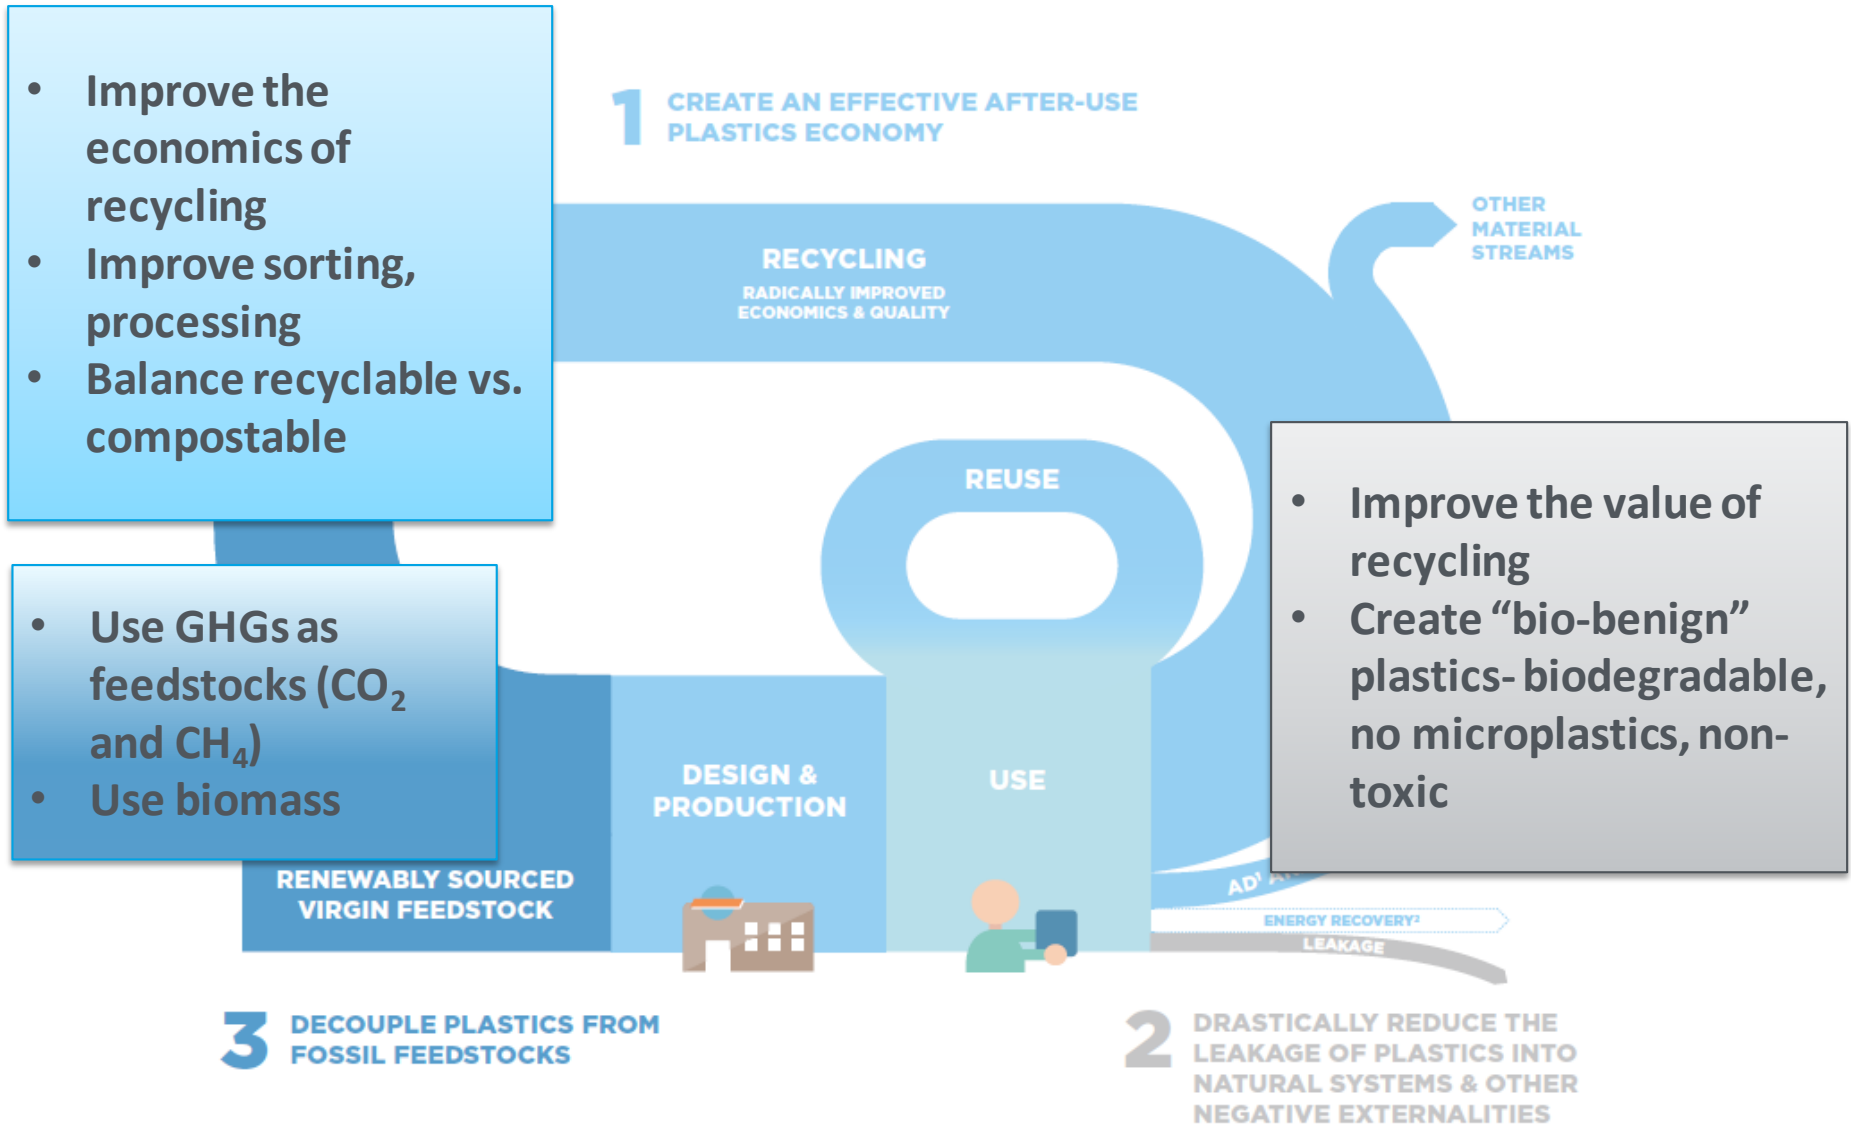 • Improve the
economics of
recycling
• Improve sorting,
processing
• Balance recyclable vs.
compostable
1 CREATE AN EFFECTIVE AFTER-USE
PLASTICS ECONOMY
OTHER
MATERIAL
STREAMS
RECYCLING
RADICALLY IMPROVED
ECONOMICS & QUALITY
REUSE
• Improve the value of
recycling
• Create “bio-benign”
plastics- biodegradable,
no microplastics, non-
toxic
• Use GHGs as
feedstocks (CO₂
and CH₄)
• Use biomass
DESIGN &
PRODUCTION
USE
RENEWABLY SOURCED
VIRGIN FEEDSTOCK
AD¹
ENERGY RECOVERY²
LEAKAGE
3 DECOUPLE PLASTICS FROM
FOSSIL FEEDSTOCKS
2 DRASTICALLY REDUCE THE
LEAKAGE OF PLASTICS INTO
NATURAL SYSTEMS & OTHER
NEGATIVE EXTERNALITIES